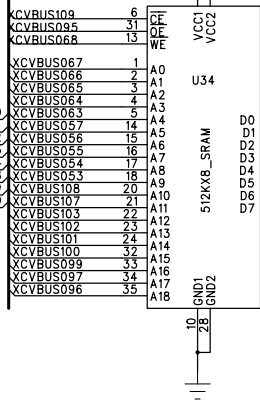 XCVBUS109 6 CE
XCVBUS095 31 OE
XCVBUS068 13 WE
VCC1
VCC2
XCVBUS067 1 A0
XCVBUS066 2 A1
XCVBUS065 3 A2
XCVBUS064 4 A3
XCVBUS063 5 A4
XCVBUS057 14 A5
XCVBUS056 15 A6
XCVBUS055 16 A7
XCVBUS054 17 A8
XCVBUS053 18 A9
XCVBUS108 20 A10
XCVBUS107 21 A11
XCVBUS103 22 A12
XCVBUS102 23 A13
XCVBUS101 24 A14
XCVBUS100 32 A15
XCVBUS099 33 A16
XCVBUS097 34 A17
XCVBUS096 35 A18
U34
512KX8_SRAM
D0
D1
D2
D3
D4
D5
D6
D7
GND1
GND2
10
28